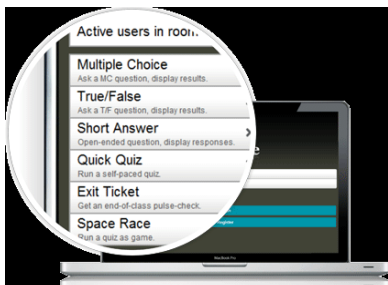 Active users in room.
Multiple Choice
Ask a MC question, display results.
True/False
Ask a T/F question, display results.
Short Answer
Open-ended question, display responses.
Quick Quiz
Run a self-paced quiz.
Exit Ticket
Get an end-of-class pulse-check.
Space Race
Run a quiz as game.
e
MacBook Pro